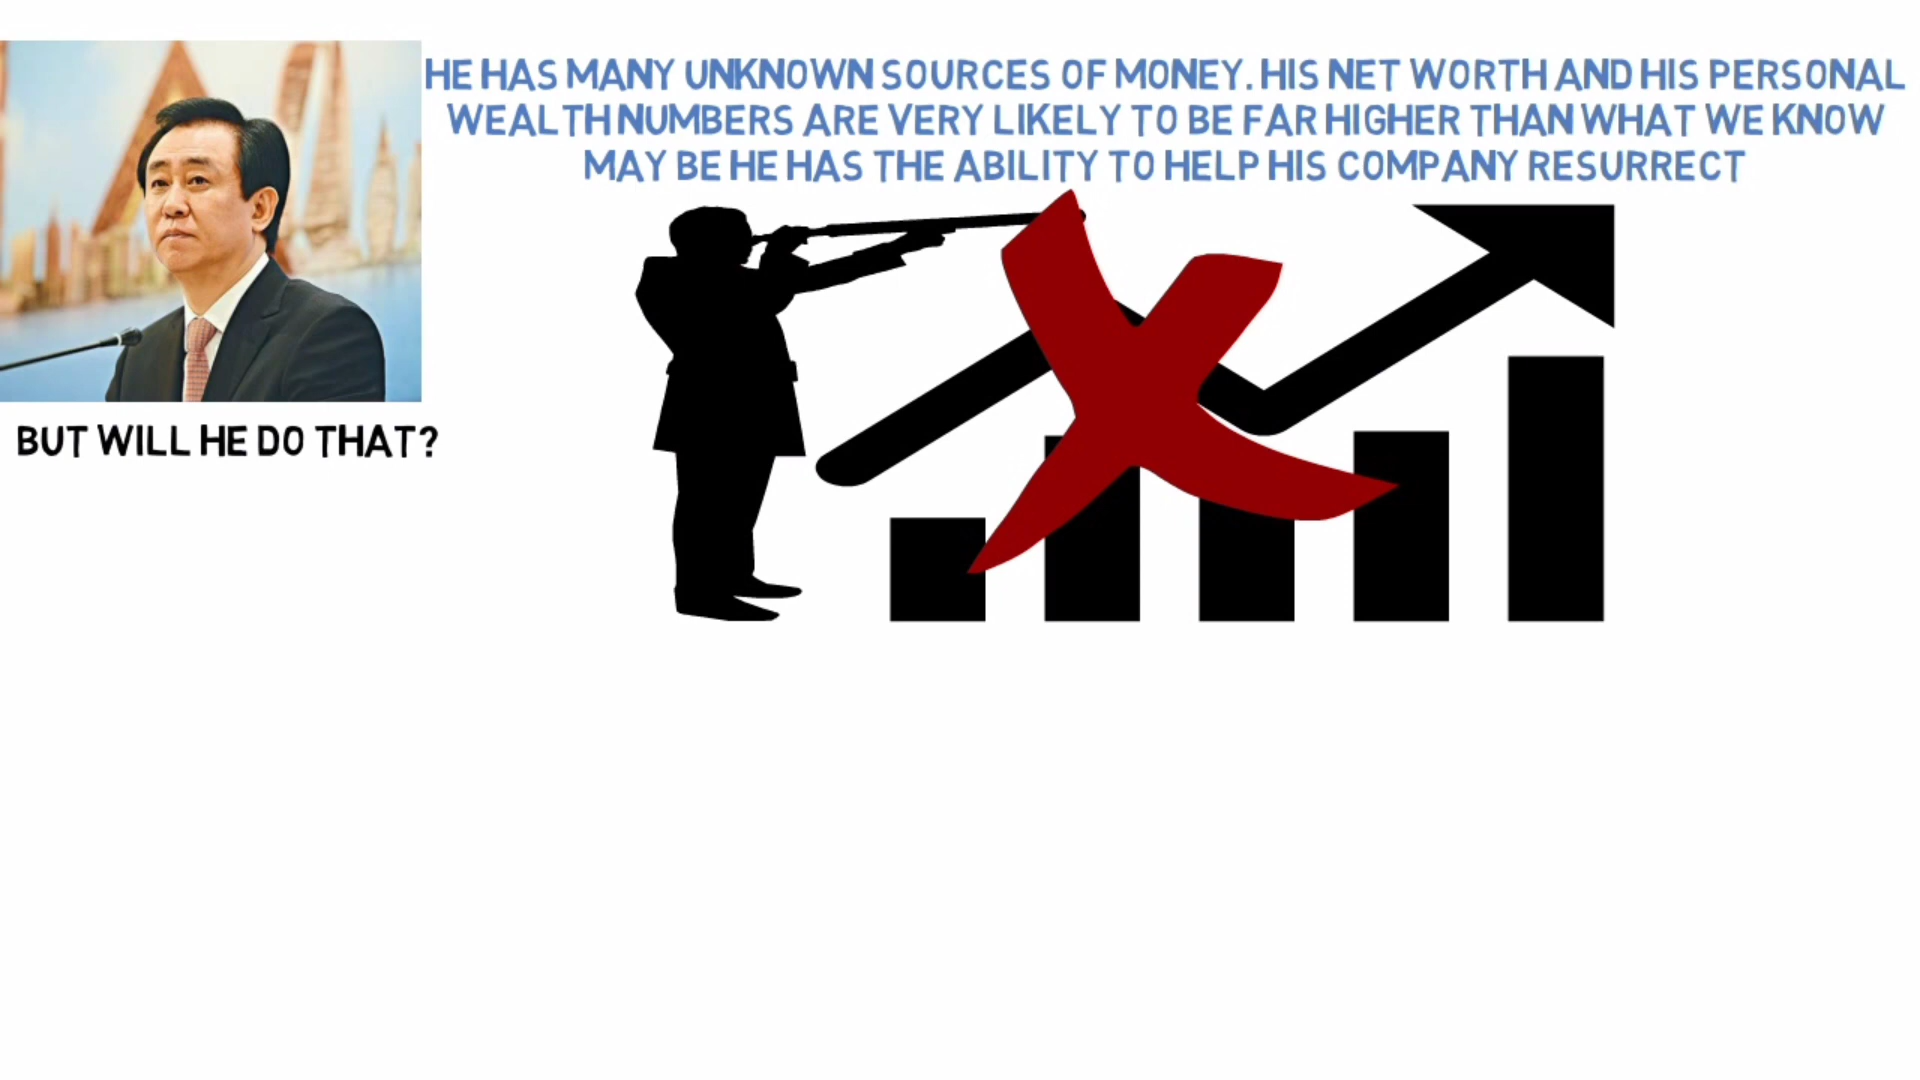 HE HAS MANY UNKNOWN SOURCES OF MONEY. HIS NET WORTH AND HIS PERSONAL
WEALTH NUMBERS ARE VERY LIKELY TO BE FAR HIGHER THAN WHAT WE KNOW
MAY BE HE HAS THE ABILITY TO HELP HIS COMPANY RESURRECT
BUT WILL HE DO THAT?